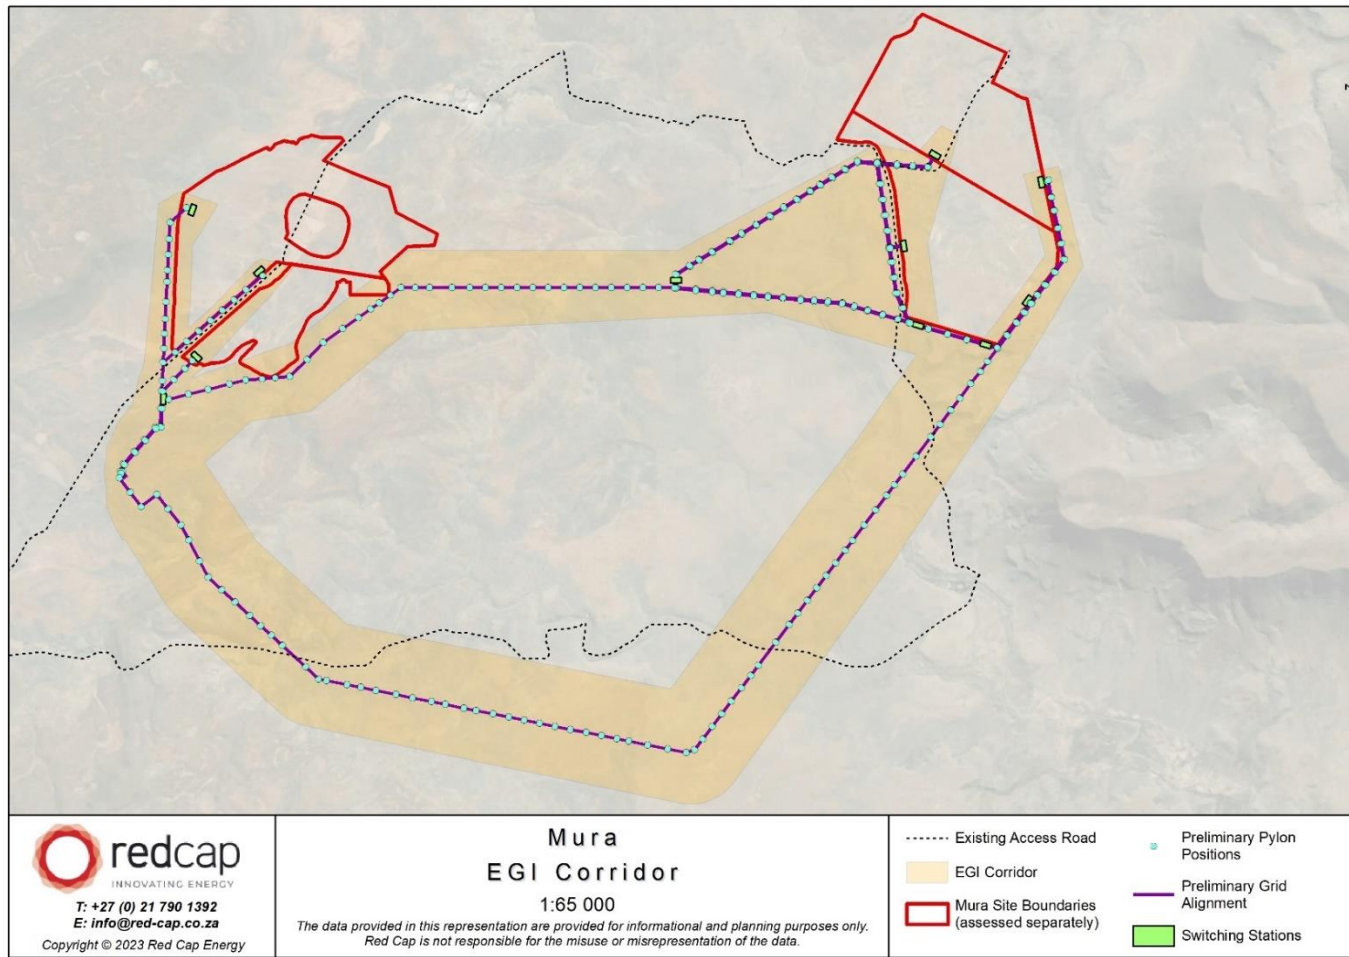 redcap
INNOVATING ENERGY
T: +27 (0) 21 790 1392
E: info@red-cap.co.za
Copyright © 2023 Red Cap Energy
Mura
EGI Corridor
1:65 000
The data provided in this representation are provided for informational and planning purposes only.
Red Cap is not responsible for the misuse or misrepresentation of the data.
Existing Access Road
EGI Corridor
Mura Site Boundaries
(assessed separately)
Preliminary Pylon
Positions
Preliminary Grid
Alignment
Switching Stations